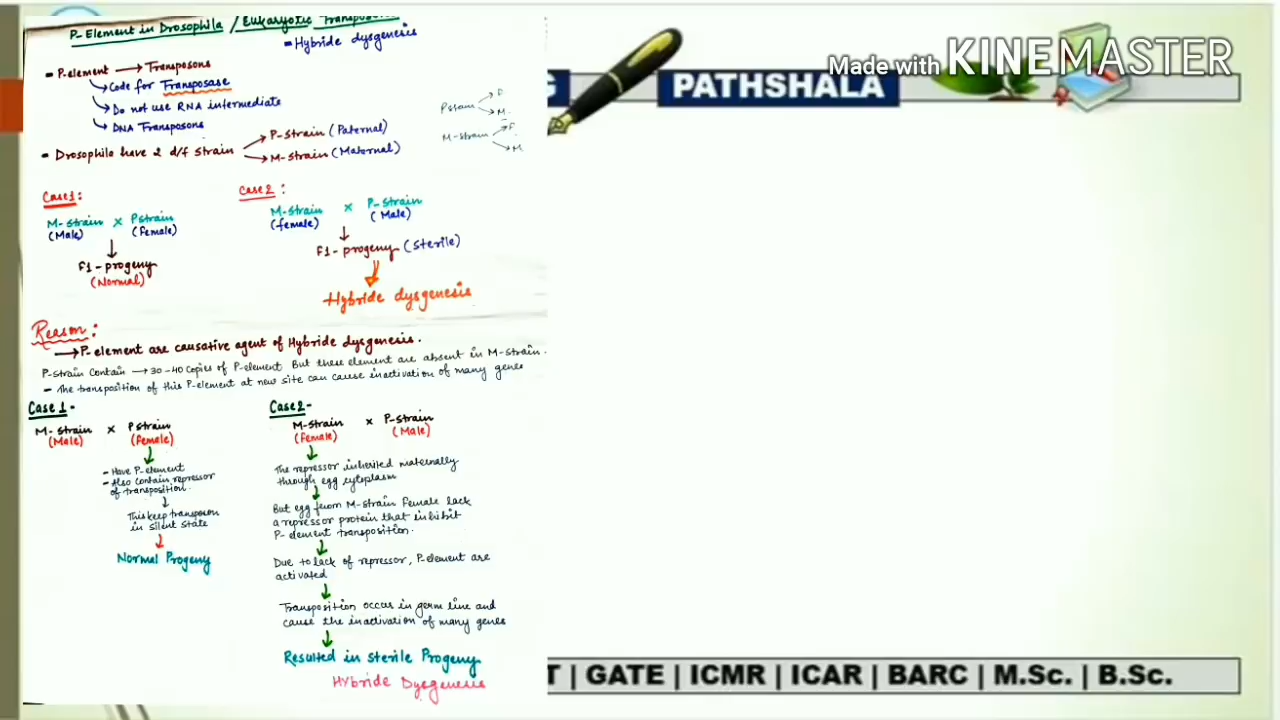 P-Element in Drosophila / Eukaryotic
- Hybride dysgenesis
- P-element → Transposons
Code for Transposase
Do not use RNA intermediate
DNA Transposons
- Drosophila have 2 d/f strain
P-strain (Paternal)
M-strain (Maternal)
Pstrain
M.
M-strain
F.
M.
Case1:
M-strain × Pstrain
(Male) (Female)
F1-progeny
(Normal)
Case2:
M-strain × P-strain
(female) (Male)
F1-progeny (sterile)
Hybride dysgenesis
Reason:
→ P-element are causative agent of Hybride dysgenesis.
P-strain contain → 30-40 copies of P-element. But these element are absent in M-strain.
- The transposition of this P-element at new site can cause inactivation of many genes
Case 1-
M-strain × Pstrain
(Male) (Female)
- Have P-element
- Also contain repressor
of transposition.
This keep transposon
in silent state
Normal Progeny
Case2-
M-strain × P-strain
(Female) (Male)
The repressor inherited maternally
through egg cytoplasm
But egg from M-strain female lack
a repressor protein that inhibit
P-element transposition.
Due to lack of repressor, P-element are
activated
Transposition occur in germ line and
cause the inactivation of many genes
Resulted in sterile Progeny
Hybride Dysgenesis
Made with KINEMASTER
G PATHSHALA
T | GATE | ICMR | ICAR | BARC | M.Sc. | B.Sc.